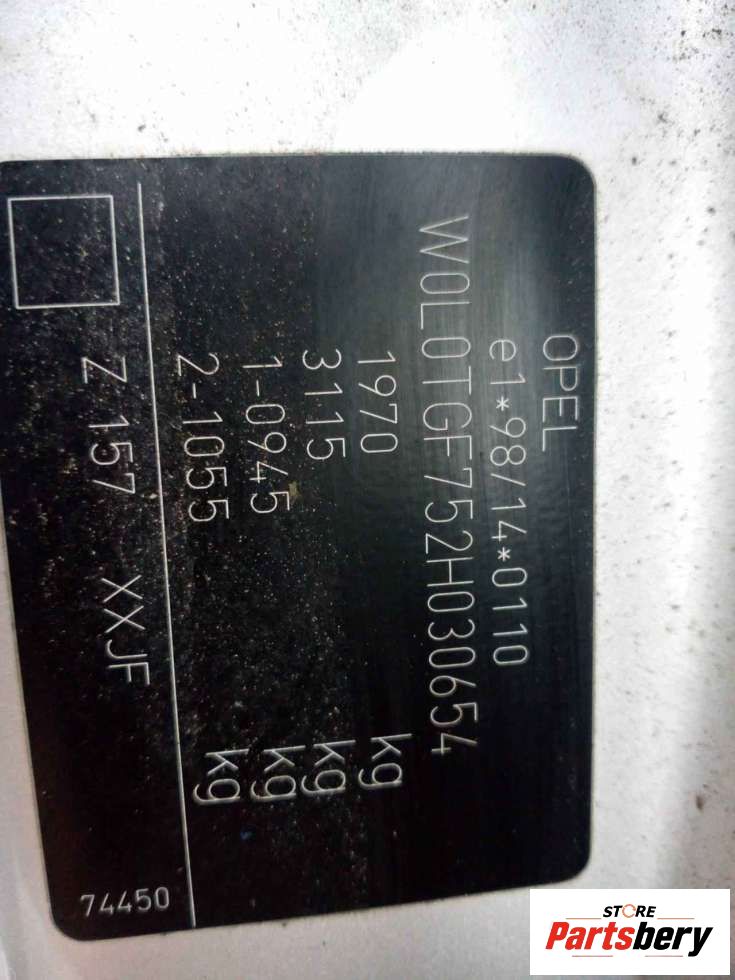 OPEL
e1*98/14*0110
W0L0TGF752H030654
1970 kg
3115 kg
1-0945 kg
2-1055 kg
Z 157 XXJF
74450
STORE
Partsbery